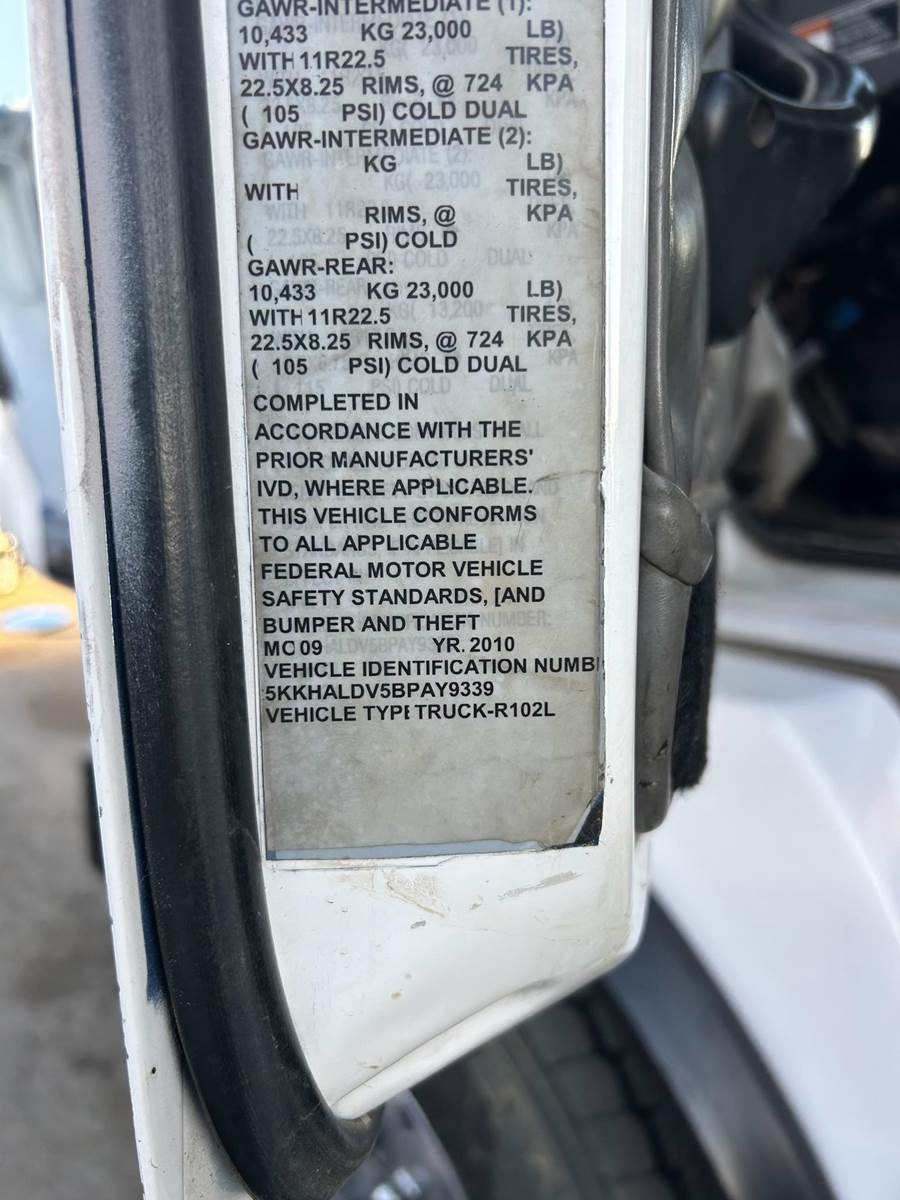 GAWR-INTERMEDIATE (1):
10,433 KG 23,000 LB)
WITH 11R22.5 TIRES,
22.5X8.25 RIMS, @ 724 KPA
( 105 PSI) COLD DUAL
GAWR-INTERMEDIATE (2):
KG LB)
WITH TIRES,
RIMS, @ KPA
( PSI) COLD
GAWR-REAR:
10,433 KG 23,000 LB)
WITH 11R22.5 TIRES,
22.5X8.25 RIMS, @ 724 KPA
( 105 PSI) COLD DUAL
COMPLETED IN
ACCORDANCE WITH THE
PRIOR MANUFACTURERS'
IVD, WHERE APPLICABLE.
THIS VEHICLE CONFORMS
TO ALL APPLICABLE
FEDERAL MOTOR VEHICLE
SAFETY STANDARDS, [AND
BUMPER AND THEFT
MO 09 YR. 2010
VEHICLE IDENTIFICATION NUMB
5KKHALDV5BPAY9339
VEHICLE TYPE TRUCK-R102L